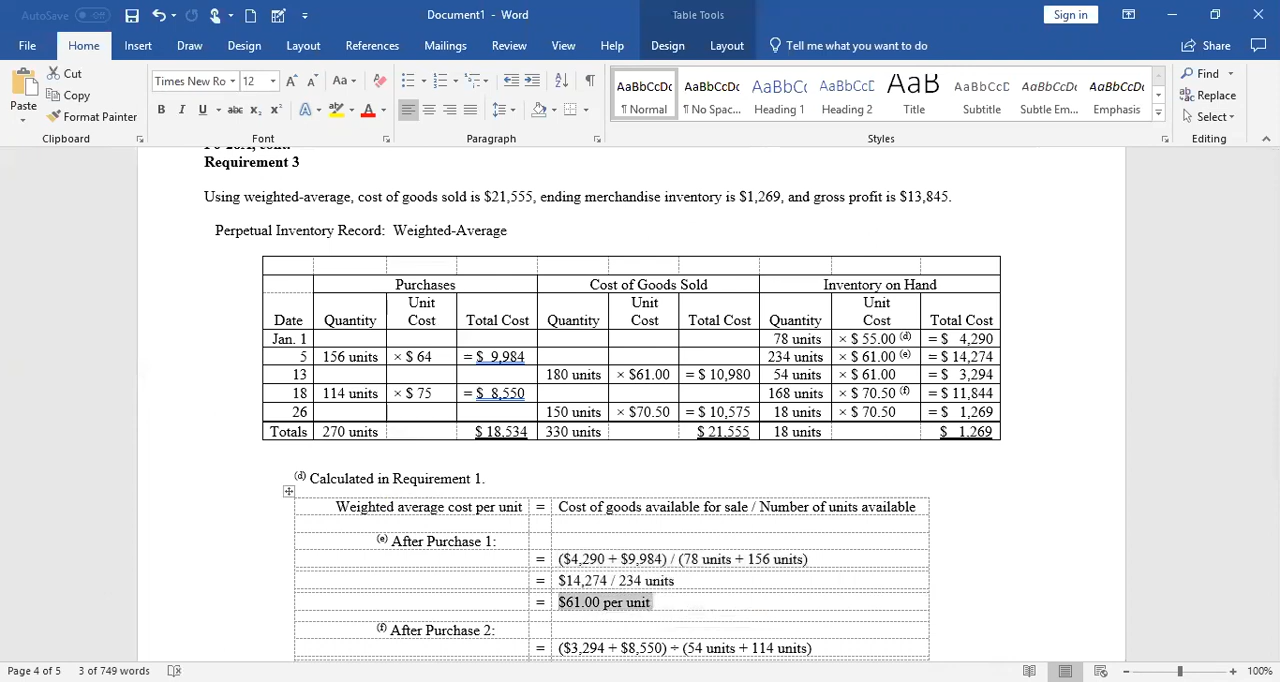 AutoSave Off Document1 - Word Table Tools Sign in
File Home Insert Draw Design Layout References Mailings Review View Help Design Layout Tell me what you want to do Share
Paste Cut Copy Format Painter Clipboard
Times New Ro 12 Aa Font
Paragraph
AaBbCcDc AaBbCcDc AaBbCc AaBbCcD AaB AaBbCcD AaBbCcDc AaBbCcDc
¶ Normal ¶ No Spac... Heading 1 Heading 2 Title Subtitle Subtle Em... Emphasis
Styles
Find Replace Select Editing
Requirement 3
Using weighted-average, cost of goods sold is $21,555, ending merchandise inventory is $1,269, and gross profit is $13,845.
Perpetual Inventory Record: Weighted-Average
Purchases Cost of Goods Sold Inventory on Hand
Unit Unit Unit
Date Quantity Cost Total Cost Quantity Cost Total Cost Quantity Cost Total Cost
Jan. 1 78 units × $ 55.00 (d) = $ 4,290
5 156 units × $ 64 = $ 9,984 234 units × $ 61.00 (e) = $ 14,274
13 180 units × $61.00 = $ 10,980 54 units × $ 61.00 = $ 3,294
18 114 units × $ 75 = $ 8,550 168 units × $ 70.50 (f) = $ 11,844
26 150 units × $70.50 = $ 10,575 18 units × $ 70.50 = $ 1,269
Totals 270 units $ 18,534 330 units $ 21,555 18 units $ 1,269
(d) Calculated in Requirement 1.
Weighted average cost per unit = Cost of goods available for sale / Number of units available
(e) After Purchase 1:
= ($4,290 + $9,984) / (78 units + 156 units)
= $14,274 / 234 units
= $61.00 per unit
(f) After Purchase 2:
= ($3,294 + $8,550) ÷ (54 units + 114 units)
Page 4 of 5 3 of 749 words 100%